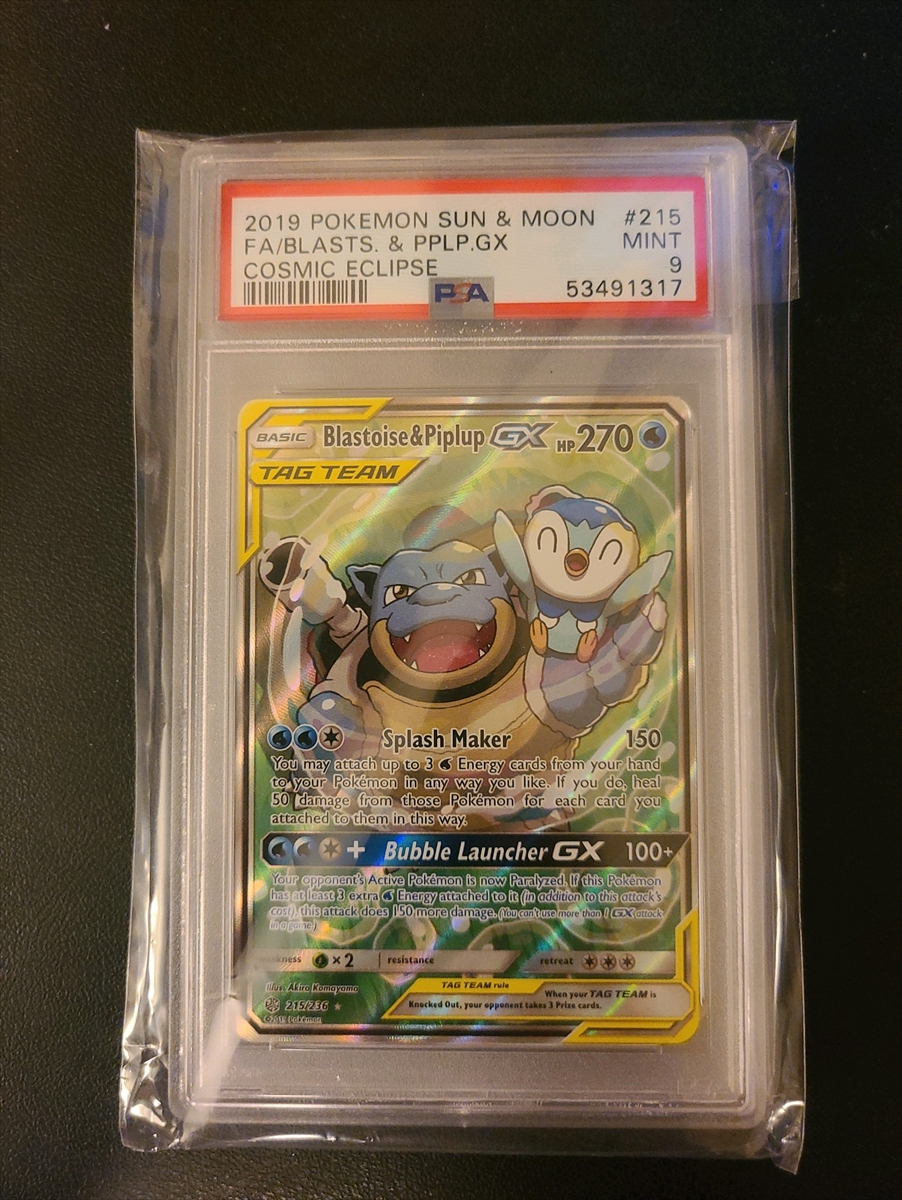 2019 POKEMON SUN & MOON #215
FA/BLASTS. & PPLP.GX MINT
COSMIC ECLIPSE 9
PSA 53491317
BASIC Blastoise&Piplup GX HP270
TAG TEAM
Splash Maker 150
You may attach up to 3 Energy cards from your hand
to your Pokémon in any way you like. If you do, heal
50 damage from those Pokémon for each card you
attached to them in this way.
+ Bubble Launcher GX 100+
Your opponent's Active Pokémon is now Paralyzed. If this Pokémon
has at least 3 extra Energy attached to it (in addition to this attack's
cost), this attack does 150 more damage. (You can't use more than 1 GX attack
in a game.)
weakness ×2 resistance retreat
Illus. Akira Komayama
TAG TEAM rule When your TAG TEAM is
Knocked Out, your opponent takes 3 Prize cards.
215/236
©2019 Pokémon